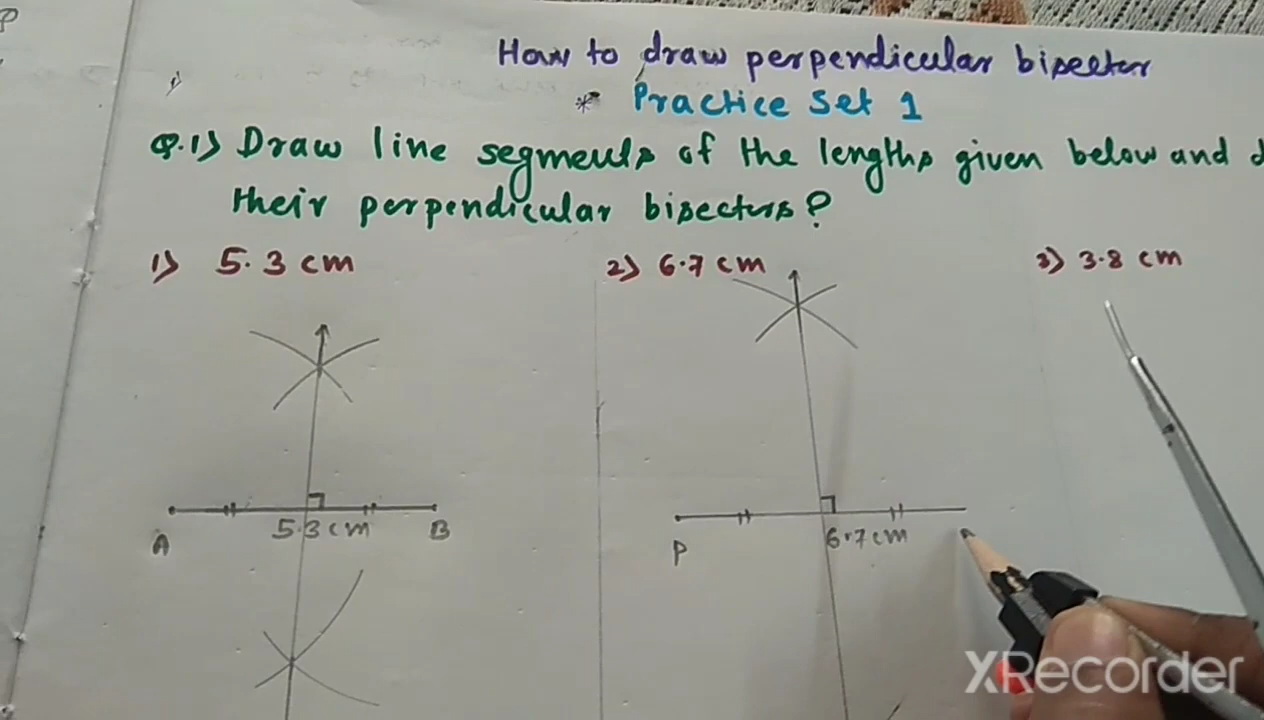 How to draw perpendicular bisector
* Practice Set 1
Q.1) Draw line segments of the lengths given below and d
their perpendicular bisectors?
1) 5.3 cm
2) 6.7 cm
3) 3.8 cm
A 5.3 cm B
P 6.7 cm
XRecorder